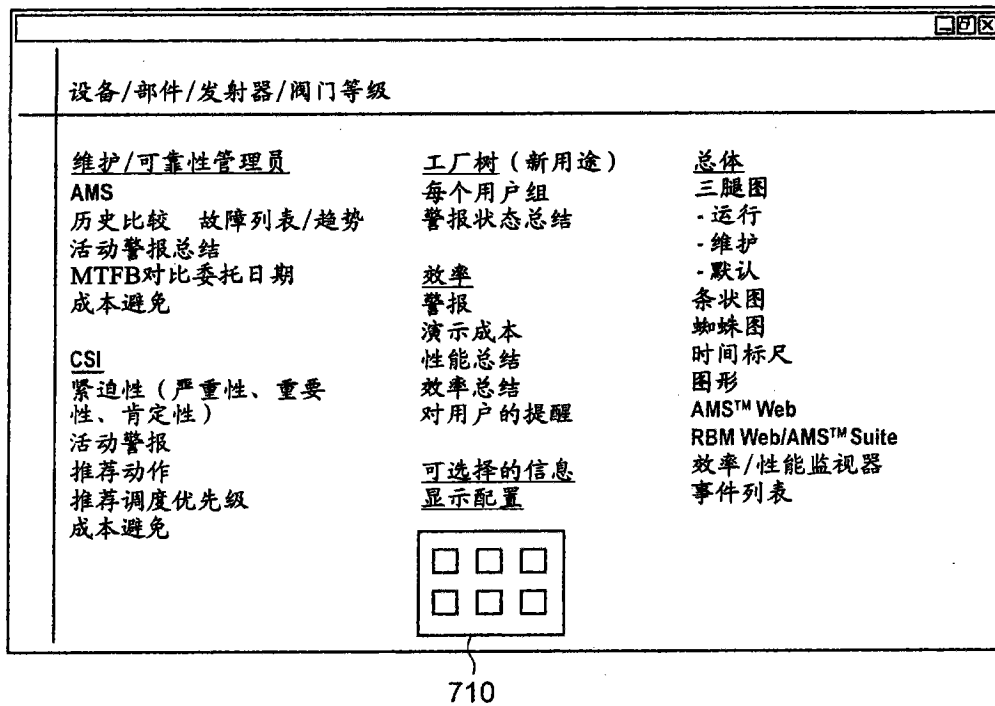 设备/部件/发射器/阀门等级
维护/可靠性管理员
AMS
历史比较 故障列表/趋势
活动警报总结
MTFB对比委托日期
成本避免
CSI
紧迫性（严重性、重要
性、肯定性）
活动警报
推荐动作
推荐调度优先级
成本避免
工厂树（新用途）
每个用户组
警报状态总结
效率
警报
演示成本
性能总结
效率总结
对用户的提醒
可选择的信息
显示配置
总体
三腿图
-运行
-维护
-默认
条状图
蜘蛛图
时间标尺
图形
AMS™ Web
RBM Web/AMS™ Suite
效率/性能监视器
事件列表
710